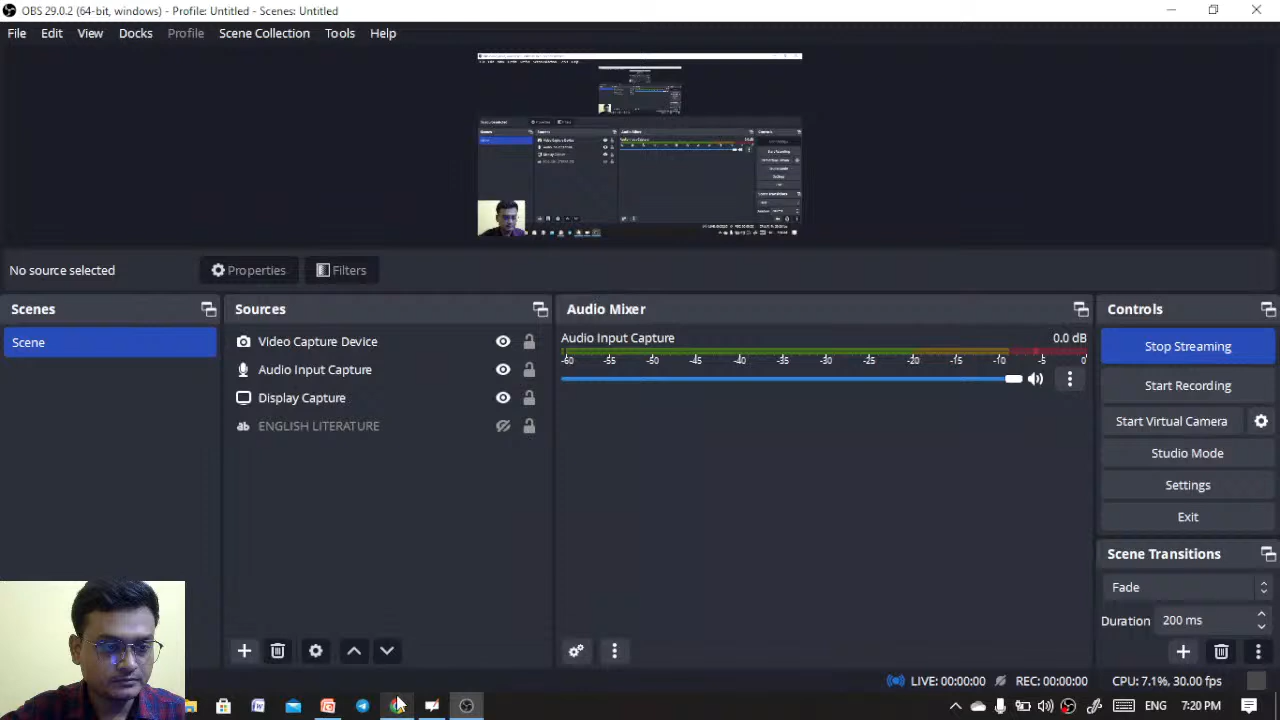 OBS 29.0.2 (64-bit, windows) - Profile: Untitled - Scenes: Untitled
File Edit View Docks Profile Scene Collection Tools Help
No source selected
Properties
Filters
Scenes
Scene
Sources
Video Capture Device
Audio Input Capture
Display Capture
ENGLISH LITERATURE
Audio Mixer
Audio Input Capture 0.0 dB
-60 -55 -50 -45 -40 -35 -30 -25 -20 -15 -10 -5 0
Controls
Stop Streaming
Start Recording
Start Virtual Camera
Studio Mode
Settings
Exit
Scene Transitions
Fade
Duration 200 ms
LIVE: 00:00:00 REC: 00:00:00 CPU: 7.1%, 30.00 fps
7:20 PM